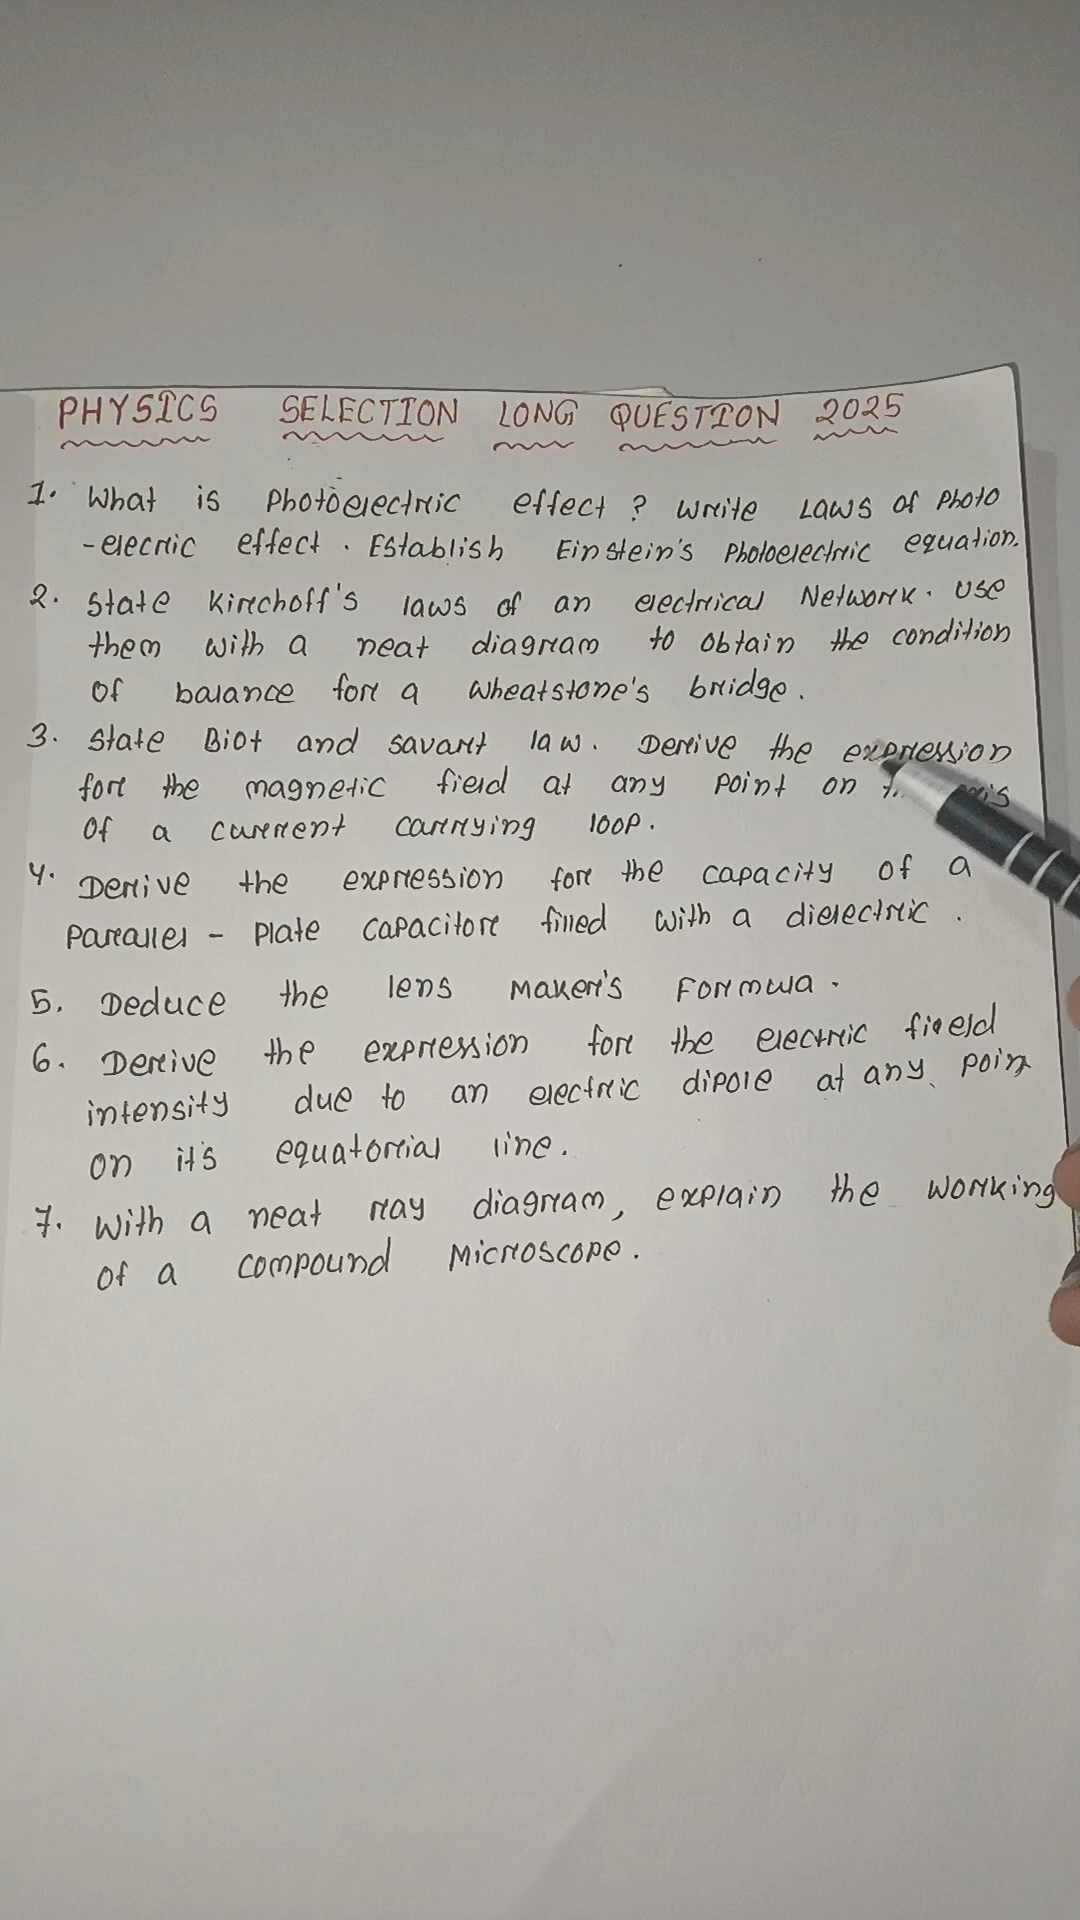 PHYSICS SELECTION LONG QUESTION 2025
1. What is Photoelectric effect ? Write LAWS of Photo
-elecric effect. Establish Einstein's Photoelectric equation.
2. State Kirchoff's laws of an electrical Network. Use
them with a neat diagram to obtain the condition
Of balance for a Wheatstone's bridge.
3. State Biot and savart law. Derive the expression
for the magnetic field at any point on
Of a current carrying loop.
4. Derive the expression for the capacity of a
Parallel - Plate capacitor filled with a dielectric.
5. Deduce the lens Maker's Formula.
6. Derive the expression for the electric fireld
intensity due to an electric dipole at any poin
on it's equatorial line.
7. With a neat ray diagram, explain the working
Of a compound Microscope.